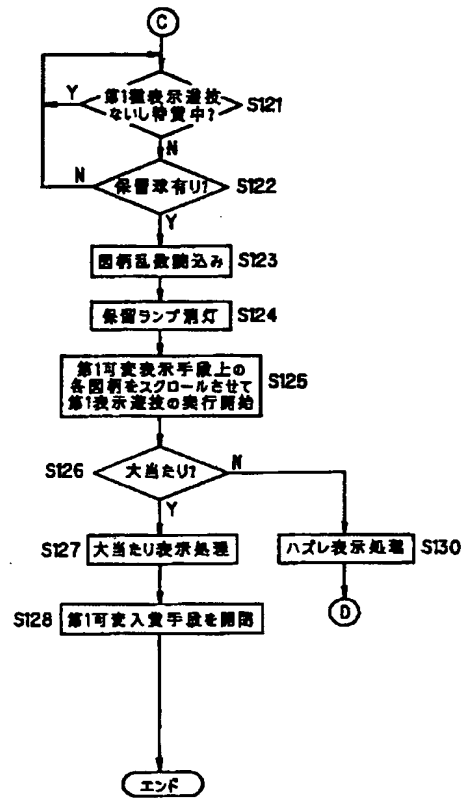 C
第1種表示遊技
ないし特賞中?
S121
Y
N
保留球有り?
S122
N
Y
図柄乱数読込み
S123
保留ランプ消灯
S124
第1可変表示手段上の
各図柄をスクロールさせて
第1表示遊技の実行開始
S125
大当たり?
S126
N
Y
大当たり表示処理
S127
ハズレ表示処理
S130
第1可変入賞手段を開閉
S128
D
エンド